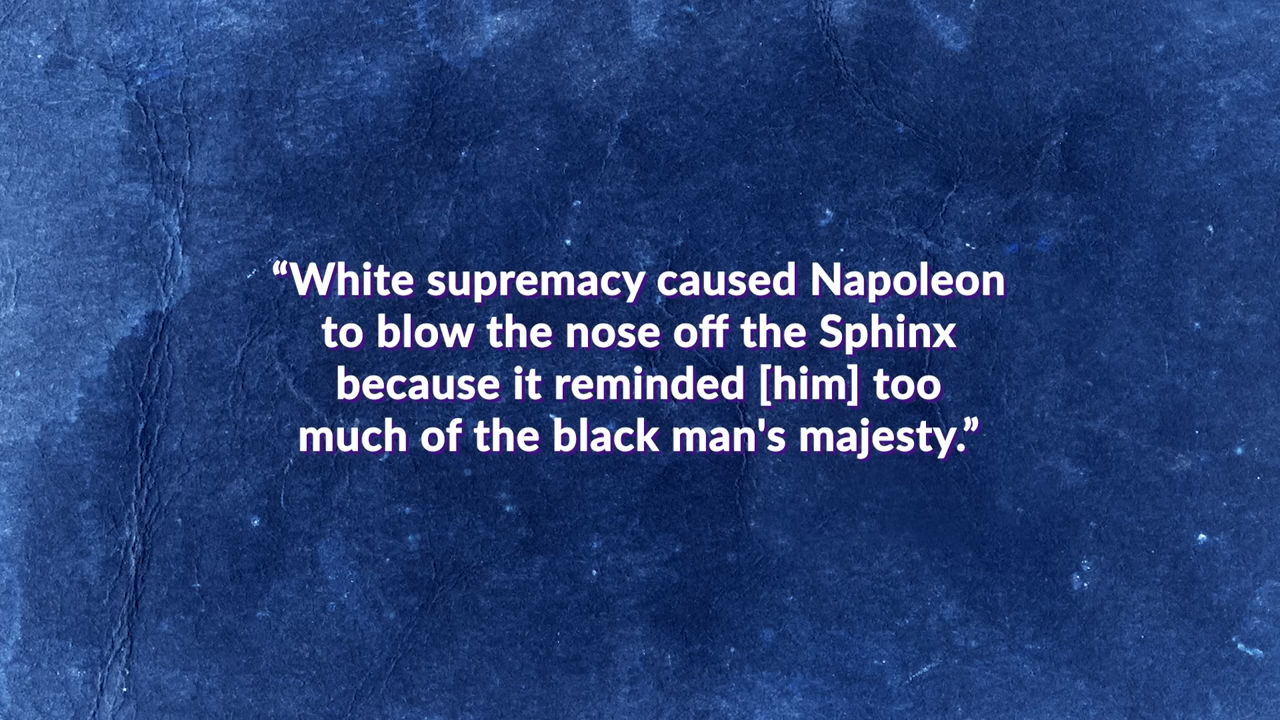 “White supremacy caused Napoleon
to blow the nose off the Sphinx
because it reminded [him] too
much of the black man's majesty.”